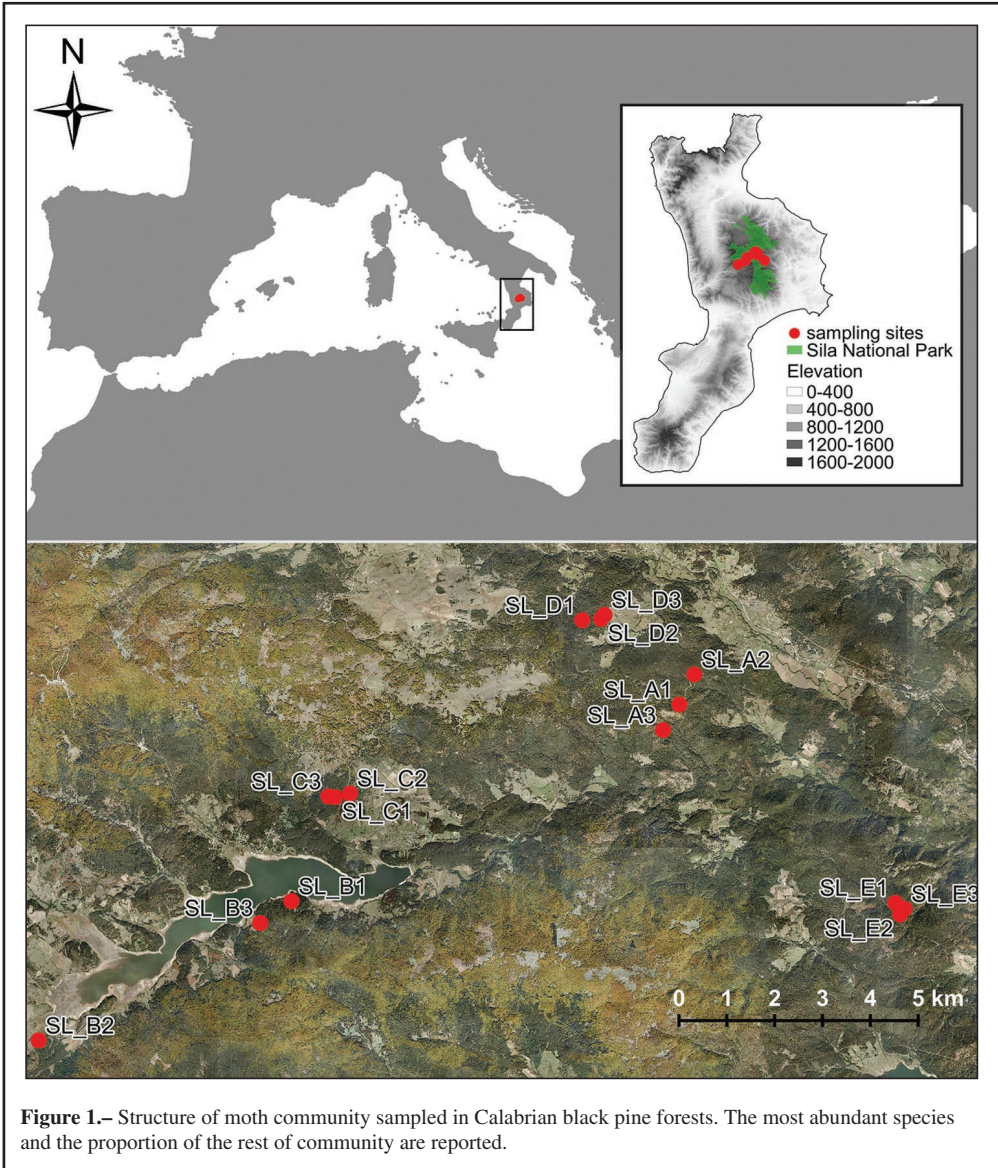 N
sampling sites
Sila National Park
Elevation
0-400
400-800
800-1200
1200-1600
1600-2000
SL_D1
SL_D3
SL_D2
SL_A2
SL_A1
SL_A3
SL_C3
SL_C2
SL_C1
SL_B1
SL_B3
SL_E1
SL_E3
SL_E2
SL_B2
0 1 2 3 4 5 km
Figure 1.– Structure of moth community sampled in Calabrian black pine forests. The most abundant species
and the proportion of the rest of community are reported.